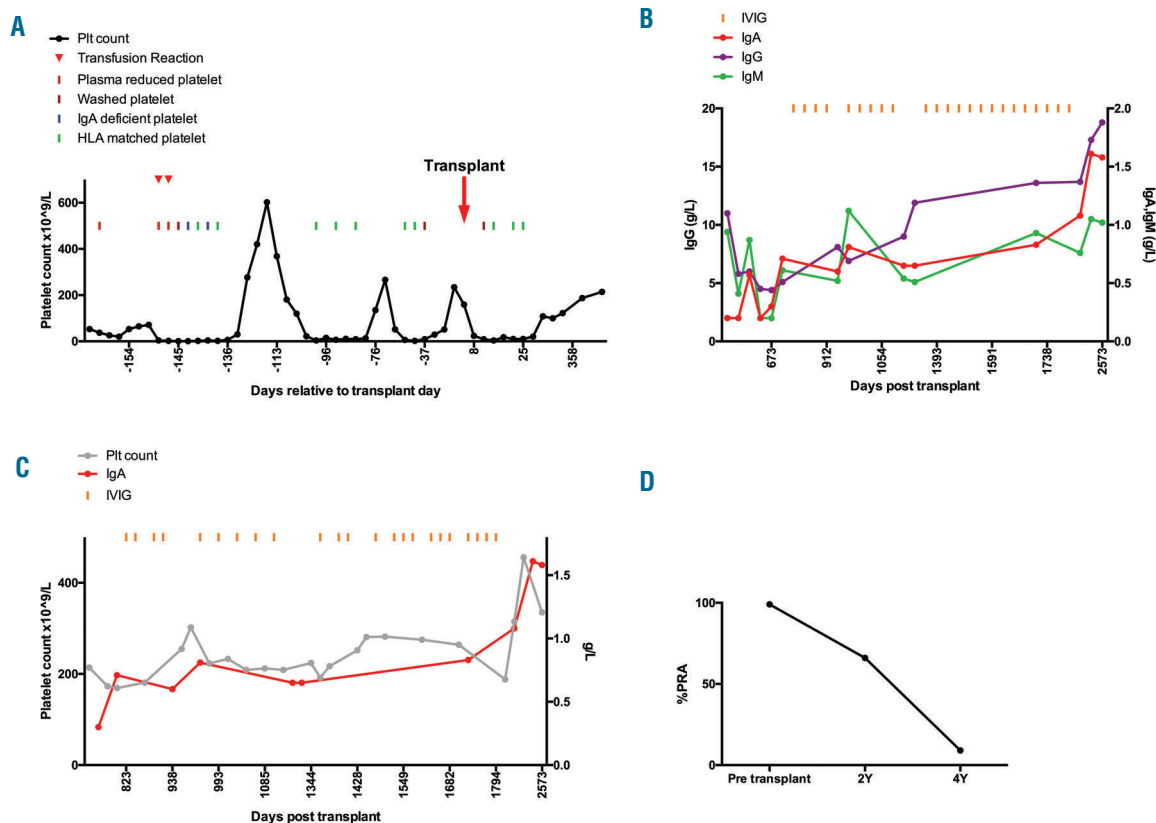 A
Plt count
Transfusion Reaction
Plasma reduced platelet
Washed platelet
IgA deficient platelet
HLA matched platelet
Transplant
Platelet count x10^9/L
600
400
200
0
-154
-145
-136
-113
-96
-76
-37
8
25
358
Days relative to transplant day
B
IVIG
IgA
IgG
IgM
IgG (g/L)
20
15
10
5
0
IgA,IgM (g/L)
2.0
1.5
1.0
0.5
0.0
673
912
1054
1393
1591
1738
2573
Days post transplant
C
Plt count
IgA
IVIG
Platelet count x10^9/L
400
200
0
g/L
1.5
1.0
0.5
0.0
823
938
993
1085
1344
1428
1549
1682
1794
2573
Days post transplant
D
%PRA
100
50
0
Pre transplant
2Y
4Y